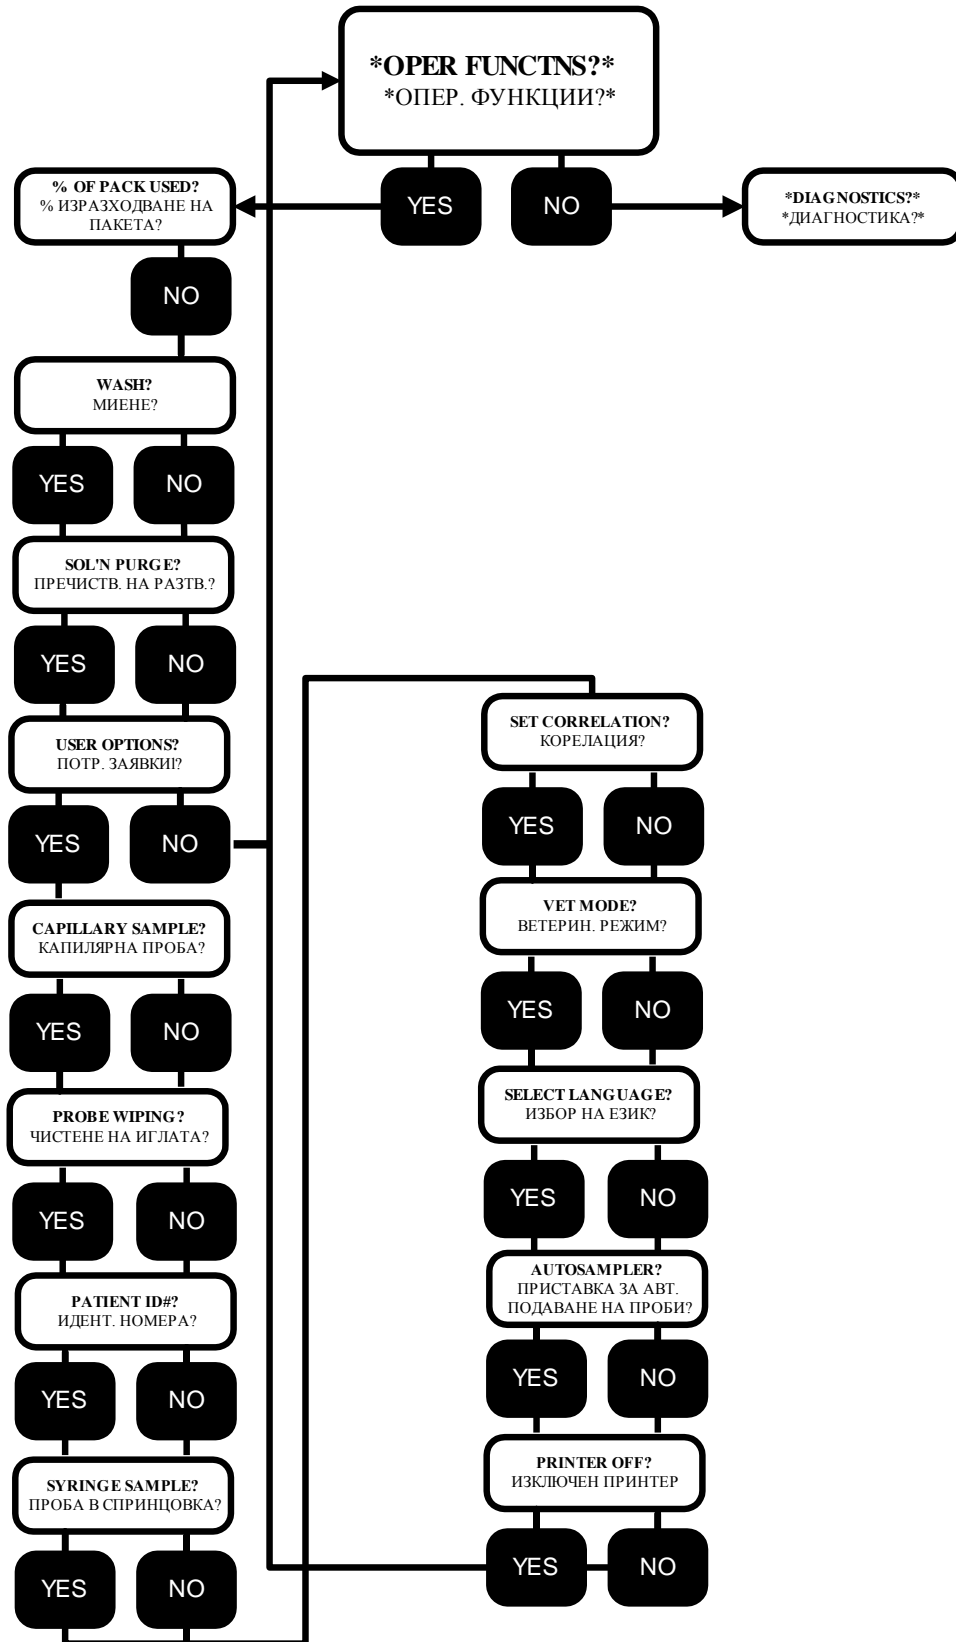 *OPER FUNCTNS?*
*ОПЕР. ФУНКЦИИ?*
YES
NO
% OF PACK USED?
% ИЗРАЗХОДВАНЕ НА
ПАКЕТА?
*DIAGNOSTICS?*
*ДИАГНОСТИКА?*
NO
WASH?
МИЕНЕ?
YES
NO
SOL'N PURGE?
ПРЕЧИСТВ. НА РАЗТВ.?
YES
NO
USER OPTIONS?
ПОТР. ЗАЯВКИI?
YES
NO
CAPILLARY SAMPLE?
КАПИЛЯРНА ПРОБА?
YES
NO
PROBE WIPING?
ЧИСТЕНЕ НА ИГЛАТА?
YES
NO
PATIENT ID#?
ИДЕНТ. НОМЕРА?
YES
NO
SYRINGE SAMPLE?
ПРОБА В СПРИНЦОВКА?
YES
NO
SET CORRELATION?
КОРЕЛАЦИЯ?
YES
NO
VET MODE?
ВЕТЕРИН. РЕЖИМ?
YES
NO
SELECT LANGUAGE?
ИЗБОР НА ЕЗИК?
YES
NO
AUTOSAMPLER?
ПРИСТАВКА ЗА АВТ.
ПОДАВАНЕ НА ПРОБИ?
YES
NO
PRINTER OFF?
ИЗКЛЮЧЕН ПРИНТЕР
YES
NO